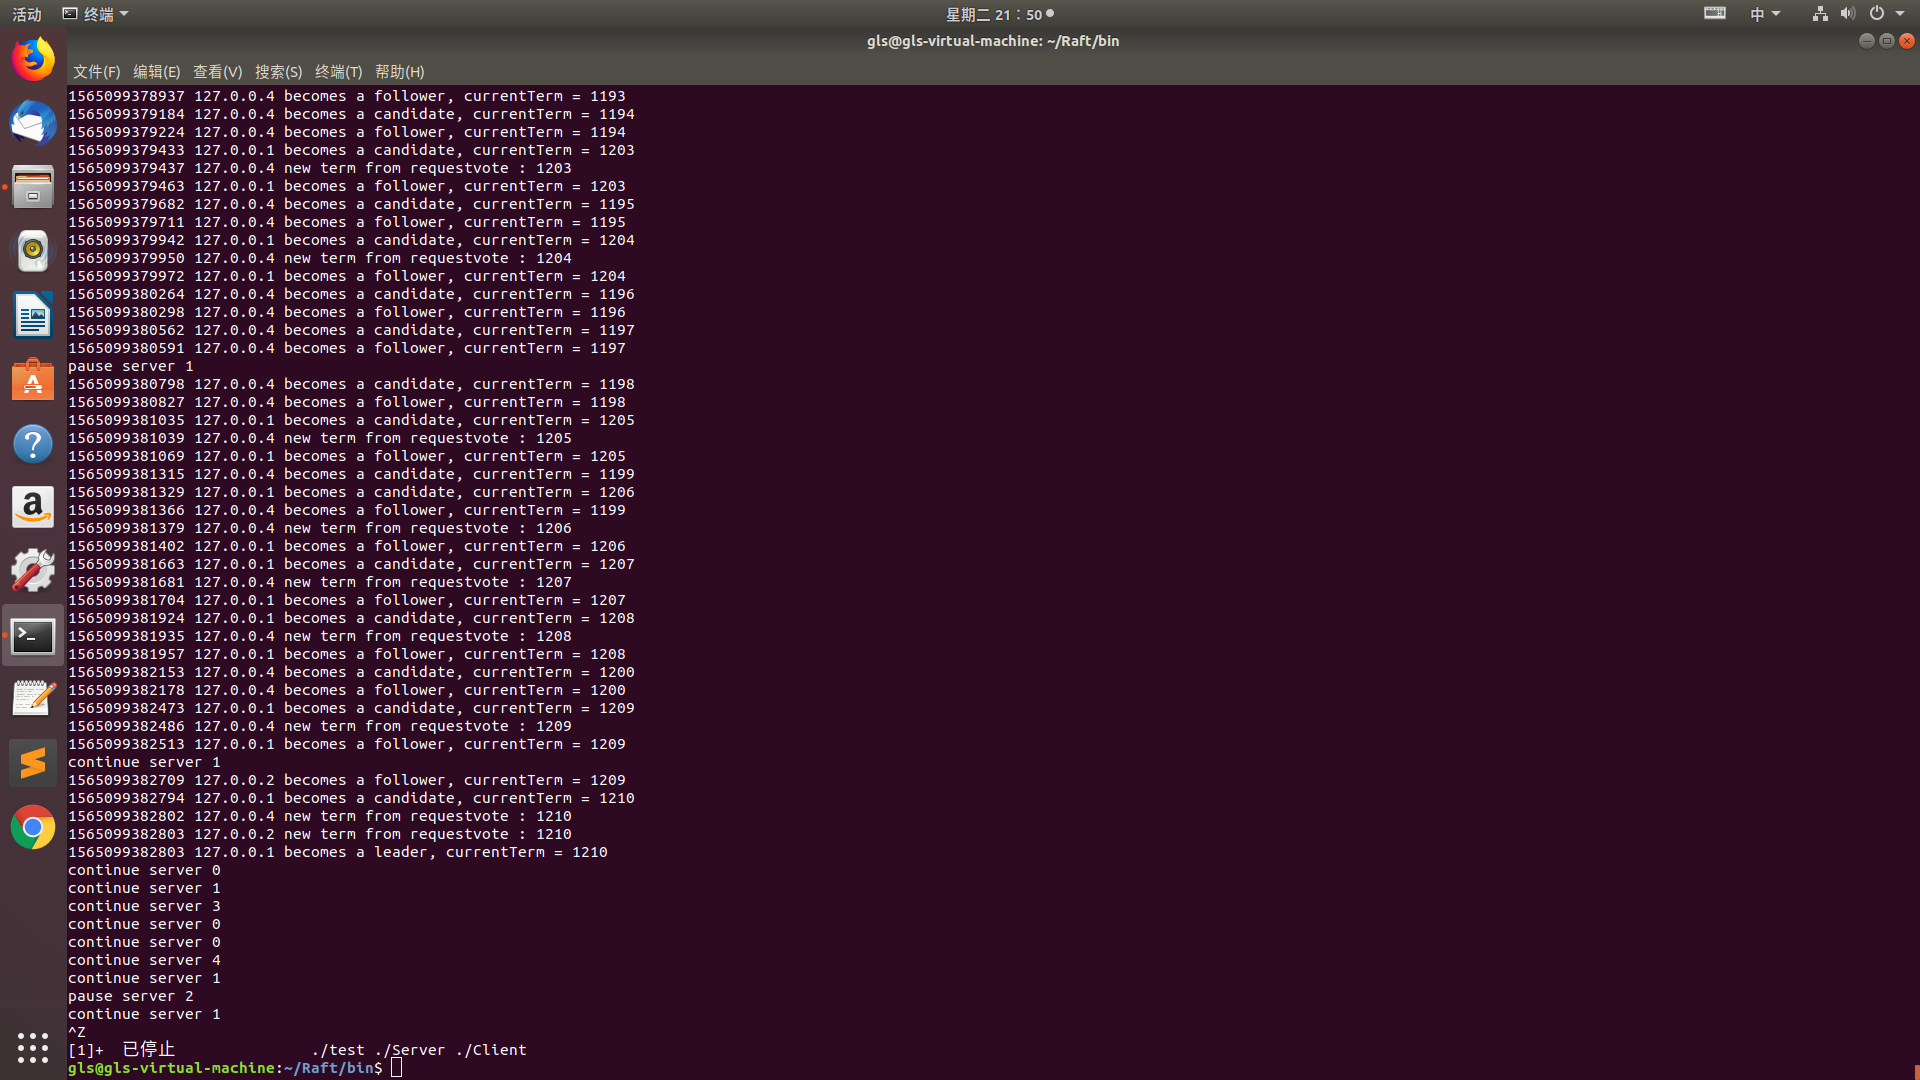 活动 终端 星期二 21：50 中
gls@gls-virtual-machine: ~/Raft/bin
文件(F) 编辑(E) 查看(V) 搜索(S) 终端(T) 帮助(H)
1565099378937 127.0.0.4 becomes a follower, currentTerm = 1193
1565099379184 127.0.0.4 becomes a candidate, currentTerm = 1194
1565099379224 127.0.0.4 becomes a follower, currentTerm = 1194
1565099379433 127.0.0.1 becomes a candidate, currentTerm = 1203
1565099379437 127.0.0.4 new term from requestvote : 1203
1565099379463 127.0.0.1 becomes a follower, currentTerm = 1203
1565099379682 127.0.0.4 becomes a candidate, currentTerm = 1195
1565099379711 127.0.0.4 becomes a follower, currentTerm = 1195
1565099379942 127.0.0.1 becomes a candidate, currentTerm = 1204
1565099379950 127.0.0.4 new term from requestvote : 1204
1565099379972 127.0.0.1 becomes a follower, currentTerm = 1204
1565099380264 127.0.0.4 becomes a candidate, currentTerm = 1196
1565099380298 127.0.0.4 becomes a follower, currentTerm = 1196
1565099380562 127.0.0.4 becomes a candidate, currentTerm = 1197
1565099380591 127.0.0.4 becomes a follower, currentTerm = 1197
pause server 1
1565099380798 127.0.0.4 becomes a candidate, currentTerm = 1198
1565099380827 127.0.0.4 becomes a follower, currentTerm = 1198
1565099381035 127.0.0.1 becomes a candidate, currentTerm = 1205
1565099381039 127.0.0.4 new term from requestvote : 1205
1565099381069 127.0.0.1 becomes a follower, currentTerm = 1205
1565099381315 127.0.0.4 becomes a candidate, currentTerm = 1199
1565099381329 127.0.0.1 becomes a candidate, currentTerm = 1206
1565099381366 127.0.0.4 becomes a follower, currentTerm = 1199
1565099381379 127.0.0.4 new term from requestvote : 1206
1565099381402 127.0.0.1 becomes a follower, currentTerm = 1206
1565099381663 127.0.0.1 becomes a candidate, currentTerm = 1207
1565099381681 127.0.0.4 new term from requestvote : 1207
1565099381704 127.0.0.1 becomes a follower, currentTerm = 1207
1565099381924 127.0.0.1 becomes a candidate, currentTerm = 1208
1565099381935 127.0.0.4 new term from requestvote : 1208
1565099381957 127.0.0.1 becomes a follower, currentTerm = 1208
1565099382153 127.0.0.4 becomes a candidate, currentTerm = 1200
1565099382178 127.0.0.4 becomes a follower, currentTerm = 1200
1565099382473 127.0.0.1 becomes a candidate, currentTerm = 1209
1565099382486 127.0.0.4 new term from requestvote : 1209
1565099382513 127.0.0.1 becomes a follower, currentTerm = 1209
continue server 1
1565099382709 127.0.0.2 becomes a follower, currentTerm = 1209
1565099382794 127.0.0.1 becomes a candidate, currentTerm = 1210
1565099382802 127.0.0.4 new term from requestvote : 1210
1565099382803 127.0.0.2 new term from requestvote : 1210
1565099382803 127.0.0.1 becomes a leader, currentTerm = 1210
continue server 0
continue server 1
continue server 3
continue server 0
continue server 0
continue server 4
continue server 1
pause server 2
continue server 1
^Z
[1]+ 已停止 ./test ./Server ./Client
gls@gls-virtual-machine:~/Raft/bin$